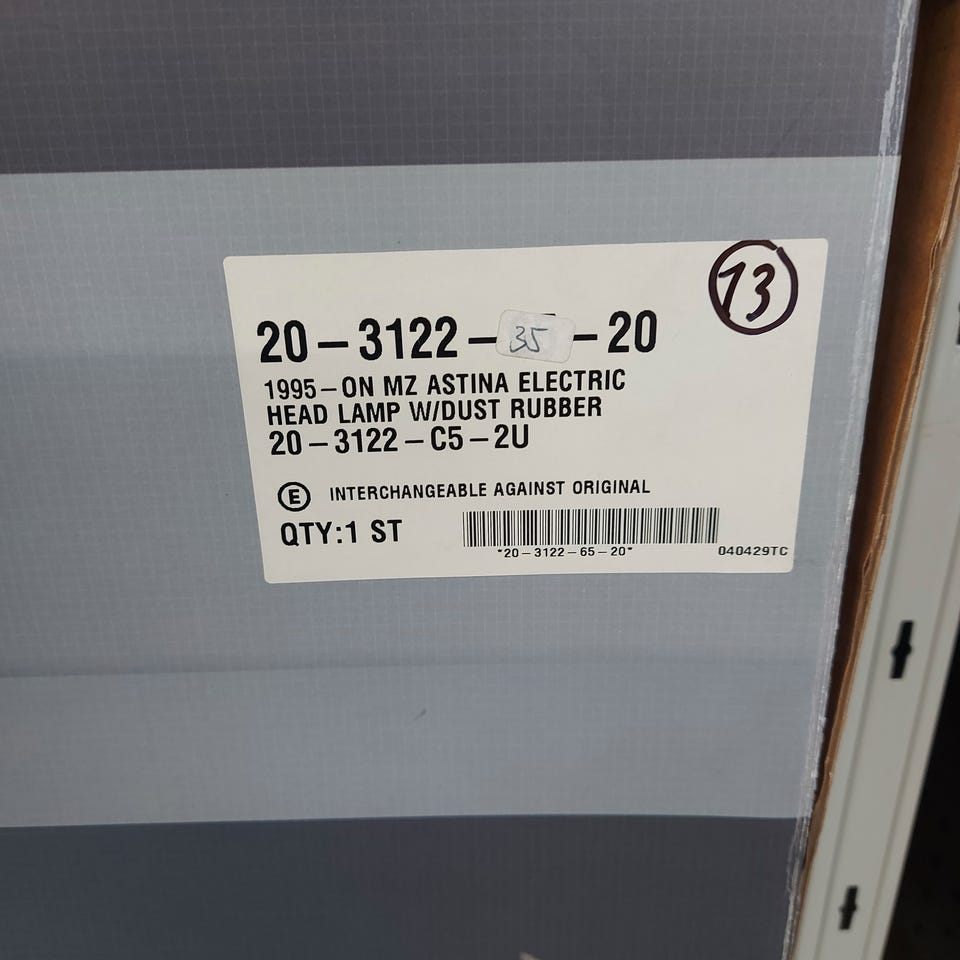 13
20-3122-35-20
1995-ON MZ ASTINA ELECTRIC
HEAD LAMP W/DUST RUBBER
20-3122-C5-2U
E INTERCHANGEABLE AGAINST ORIGINAL
QTY:1 ST
*20-3122-65-20*
040429TC